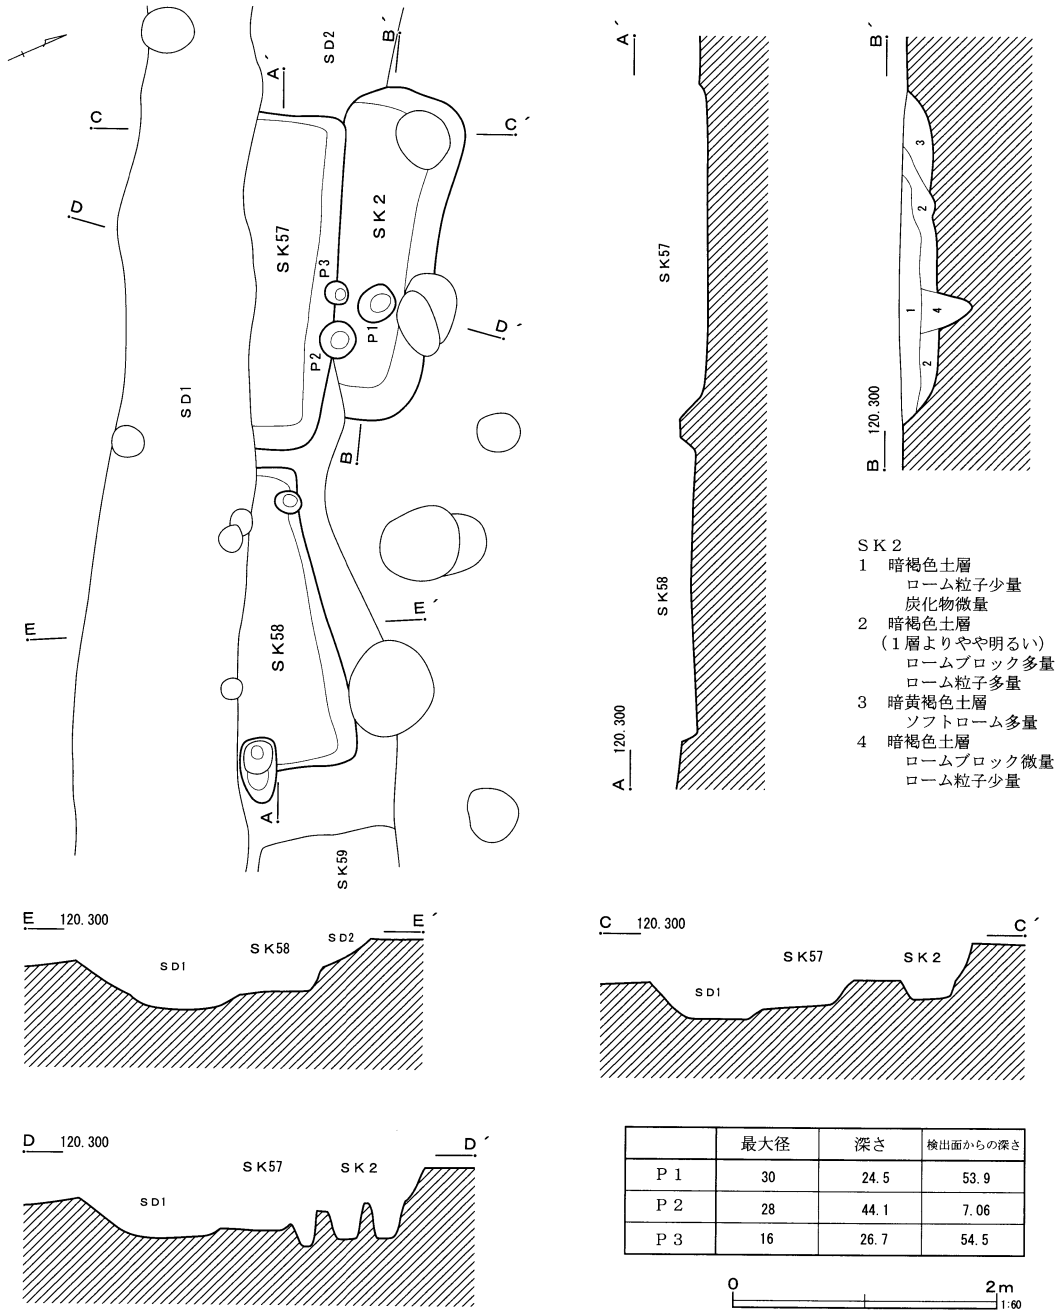 SD2
B´
A´
C
C´
D
SK57
SK2
P3
P1
P2
D´
SD1
B
E
E´
SK58
A
SK59
A´
SK57
SK58
120.300
A
B´
3
2
1
4
2
120.300
B
SK2
1 暗褐色土層
ローム粒子少量
炭化物微量
2 暗褐色土層
(1層よりやや明るい)
ロームブロック多量
ローム粒子多量
3 暗黄褐色土層
ソフトローム多量
4 暗褐色土層
ロームブロック微量
ローム粒子少量
E 120.300 E´
SD1 SK58 SD2
C 120.300 C´
SD1 SK57 SK2
D 120.300 D´
SD1 SK57 SK2
最大径 深さ 検出面からの深さ
P1 30 24.5 53.9
P2 28 44.1 7.06
P3 16 26.7 54.5
0 2m
1:60